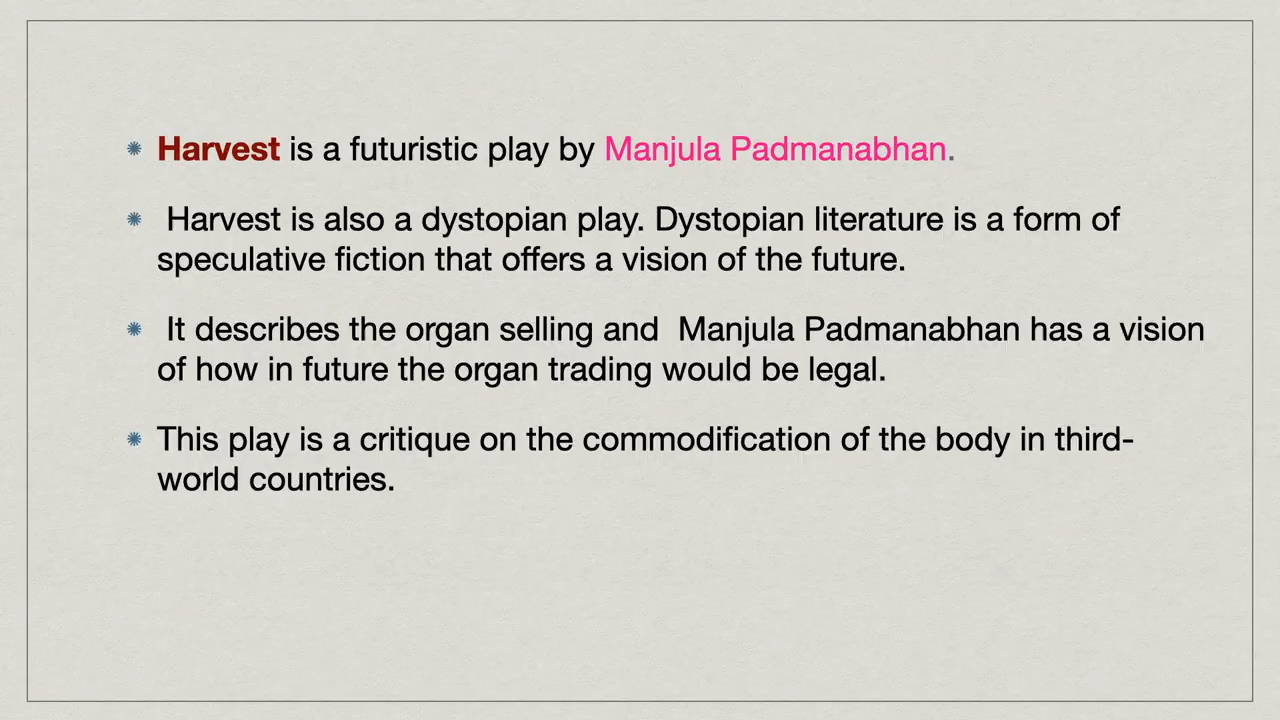 Harvest is a futuristic play by Manjula Padmanabhan.
Harvest is also a dystopian play. Dystopian literature is a form of
speculative fiction that offers a vision of the future.
It describes the organ selling and Manjula Padmanabhan has a vision
of how in future the organ trading would be legal.
This play is a critique on the commodification of the body in third-
world countries.